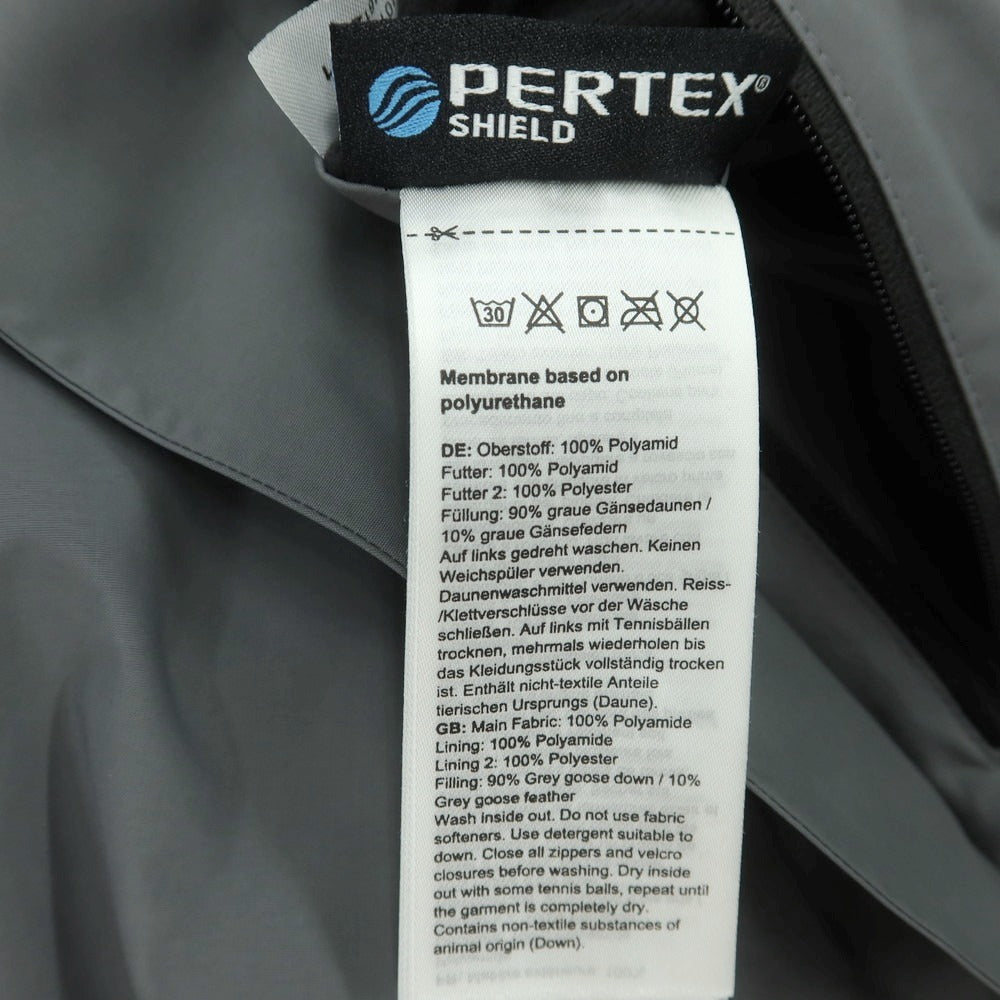 PERTEX®
SHIELD
30
Membrane based on
polyurethane
DE: Oberstoff: 100% Polyamid
Futter: 100% Polyamid
Futter 2: 100% Polyester
Füllung: 90% graue Gänsedaunen /
10% graue Gänsefedern
Auf links gedreht waschen. Keinen
Weichspüler verwenden.
Daunenwaschmittel verwenden. Reiss-
/Klettverschlüsse vor der Wäsche
schließen. Auf links mit Tennisbällen
trocknen, mehrmals wiederholen bis
das Kleidungsstück vollständig trocken
ist. Enthält nicht-textile Anteile
tierischen Ursprungs (Daune).
GB: Main Fabric: 100% Polyamide
Lining: 100% Polyamide
Lining 2: 100% Polyester
Filling: 90% Grey goose down / 10%
Grey goose feather
Wash inside out. Do not use fabric
softeners. Use detergent suitable to
down. Close all zippers and velcro
closures before washing. Dry inside
out with some tennis balls, repeat until
the garment is completely dry.
Contains non-textile substances of
animal origin (Down).